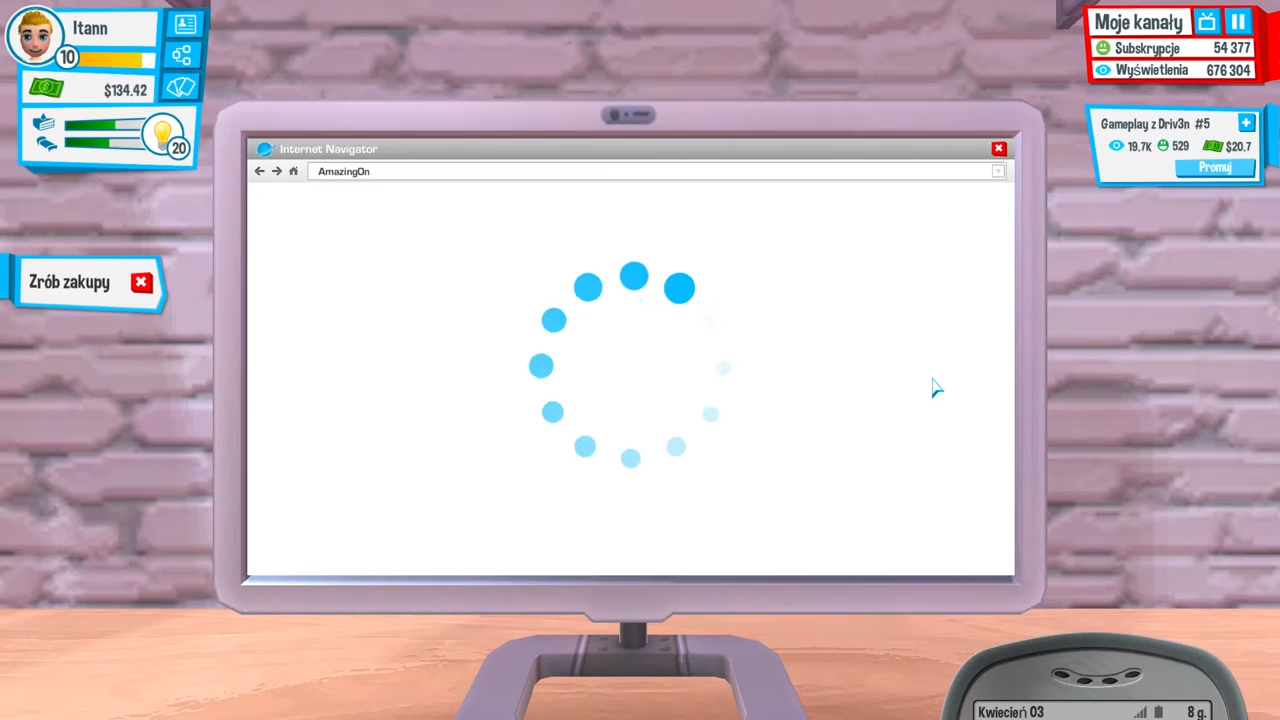 Itann
10
$134.42
20
Zrób zakupy
Internet Navigator
AmazingOn
Moje kanały
Subskrypcje 54 377
Wyświetlenia 676 304
Gameplay z Driv3n #5
19.7K 529 $20.7
Promuj
Kwiecień 03 8 g.